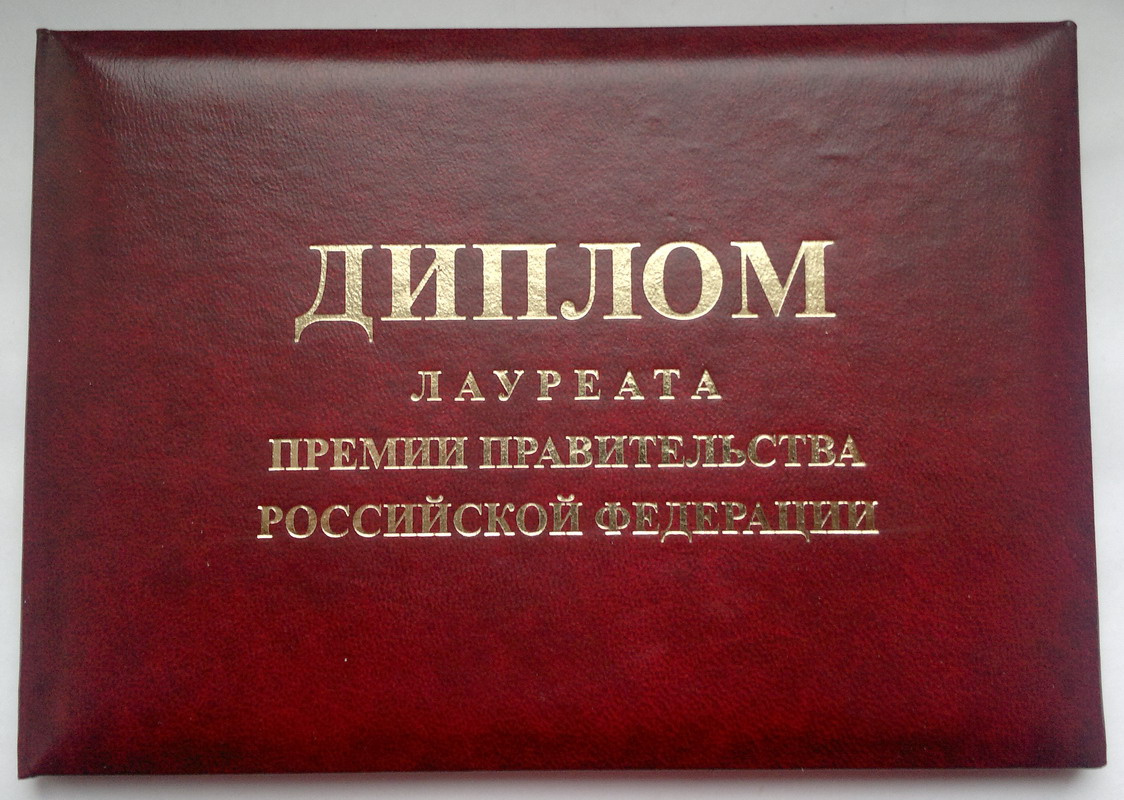 ДИПЛОМ
ЛАУРЕАТА
ПРЕМИИ ПРАВИТЕЛЬСТВА
РОССИЙСКОЙ ФЕДЕРАЦИИ